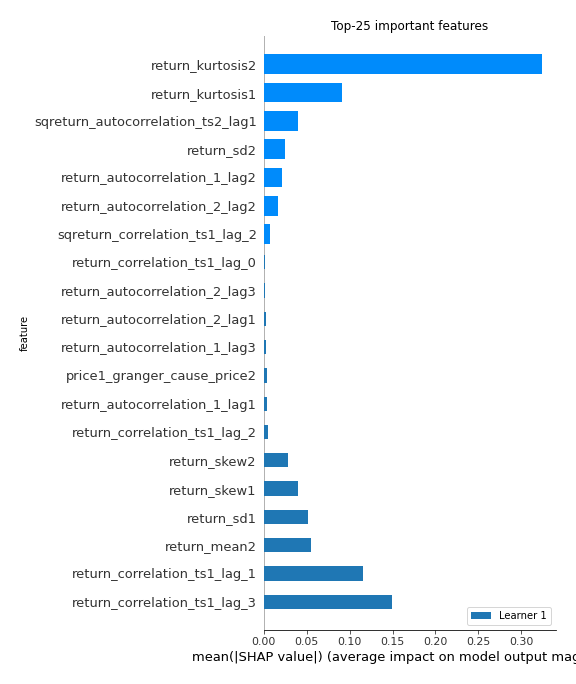 Top-25 important features
return_kurtosis2
return_kurtosis1
sqreturn_autocorrelation_ts2_lag1
return_sd2
return_autocorrelation_1_lag2
return_autocorrelation_2_lag2
sqreturn_correlation_ts1_lag_2
return_correlation_ts1_lag_0
return_autocorrelation_2_lag3
return_autocorrelation_2_lag1
return_autocorrelation_1_lag3
price1_granger_cause_price2
return_autocorrelation_1_lag1
return_correlation_ts1_lag_2
return_skew2
return_skew1
return_sd1
return_mean2
return_correlation_ts1_lag_1
return_correlation_ts1_lag_3
feature
Learner 1
0.00 0.05 0.10 0.15 0.20 0.25 0.30
mean(|SHAP value|) (average impact on model output mag